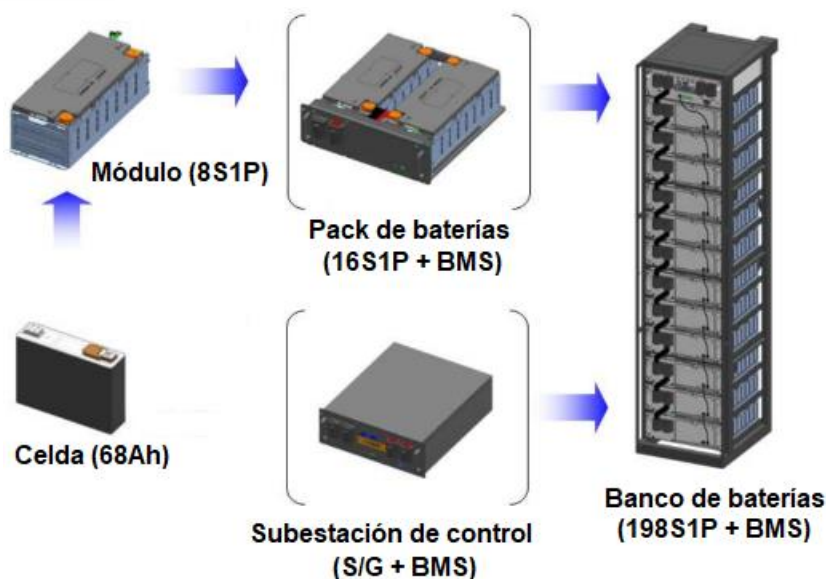 Módulo (8S1P)
Pack de baterías
(16S1P + BMS)
Celda (68Ah)
Subestación de control
(S/G + BMS)
Banco de baterías
(198S1P + BMS)